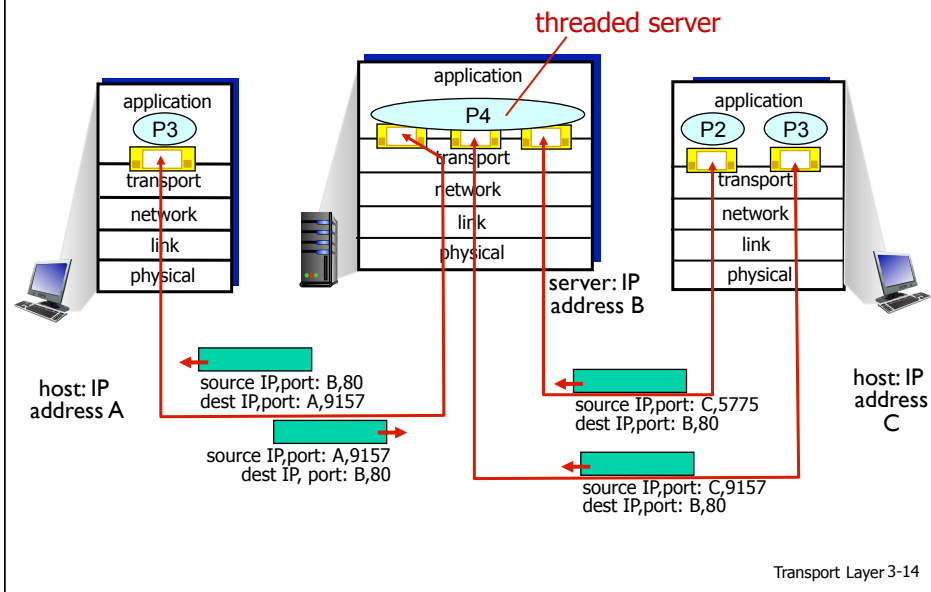 threaded server
application
P3
transport
network
link
physical
application
P4
transport
network
link
physical
application
P2
P3
transport
network
link
physical
server: IP
address B
host: IP
address A
source IP,port: B,80
dest IP,port: A,9157
source IP,port: A,9157
dest IP, port: B,80
source IP,port: C,5775
dest IP,port: B,80
source IP,port: C,9157
dest IP,port: B,80
host: IP
address
C
Transport Layer 3-14